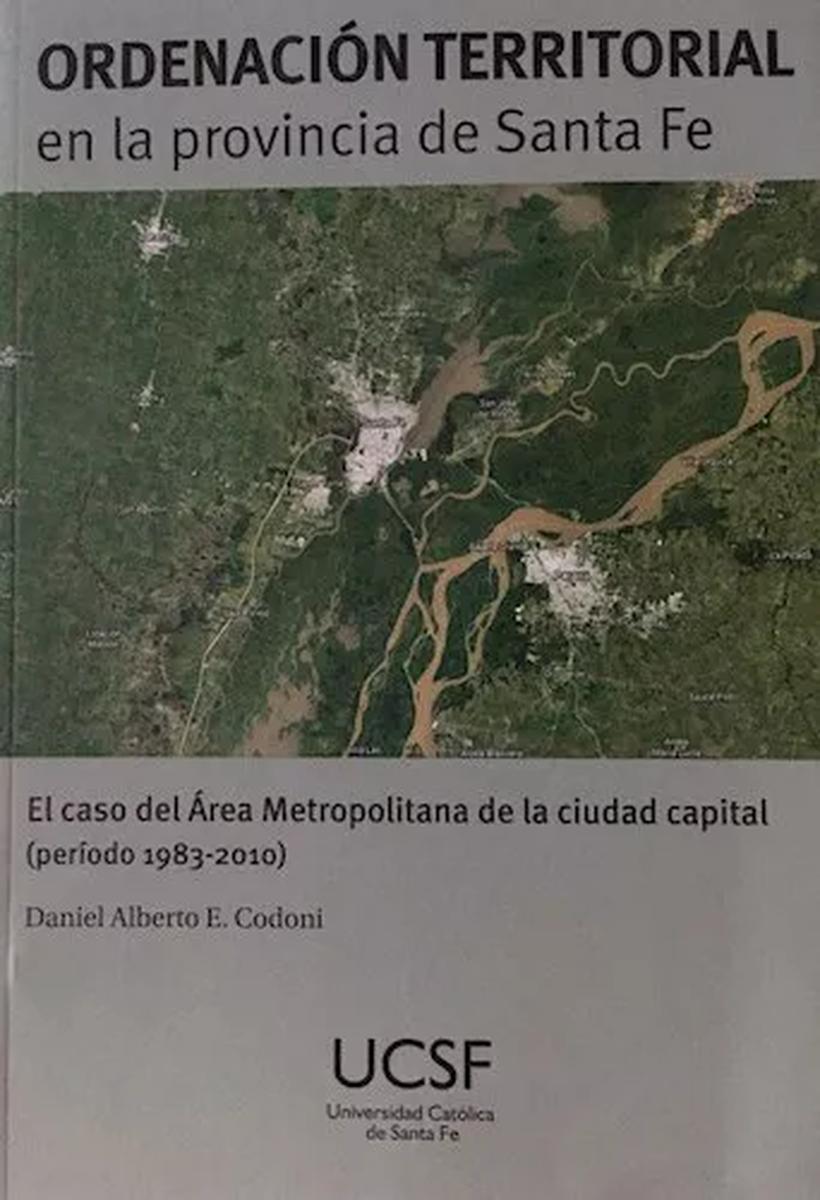 ORDENACIÓN TERRITORIAL
en la provincia de Santa Fe
El caso del Área Metropolitana de la ciudad capital
(período 1983-2010)
Daniel Alberto E. Codoni
UCSF
Universidad Católica
de Santa Fe